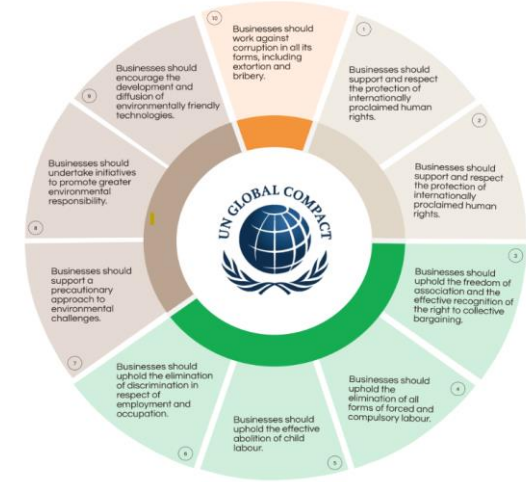 10
Businesses should
work against
corruption in all its
forms, including
extortion and
bribery.
1
Businesses should
support and respect
the protection of
internationally
proclaimed human
rights.
2
Businesses should
support and respect
the protection of
internationally
proclaimed human
rights.
3
Businesses should
uphold the freedom of
association and the
effective recognition of
the right to collective
bargaining.
4
Businesses should
uphold the
elimination of all
forms of forced and
compulsory labour.
5
Businesses should
uphold the effective
abolition of child
labour.
6
Businesses should
uphold the elimination
of discrimination in
respect of
employment and
occupation.
7
Businesses should
support a
precautionary
approach to
environmental
challenges.
8
Businesses should
undertake initiatives
to promote greater
environmental
responsibility.
9
Businesses should
encourage the
development and
diffusion of
environmentally friendly
technologies.
UN GLOBAL COMPACT